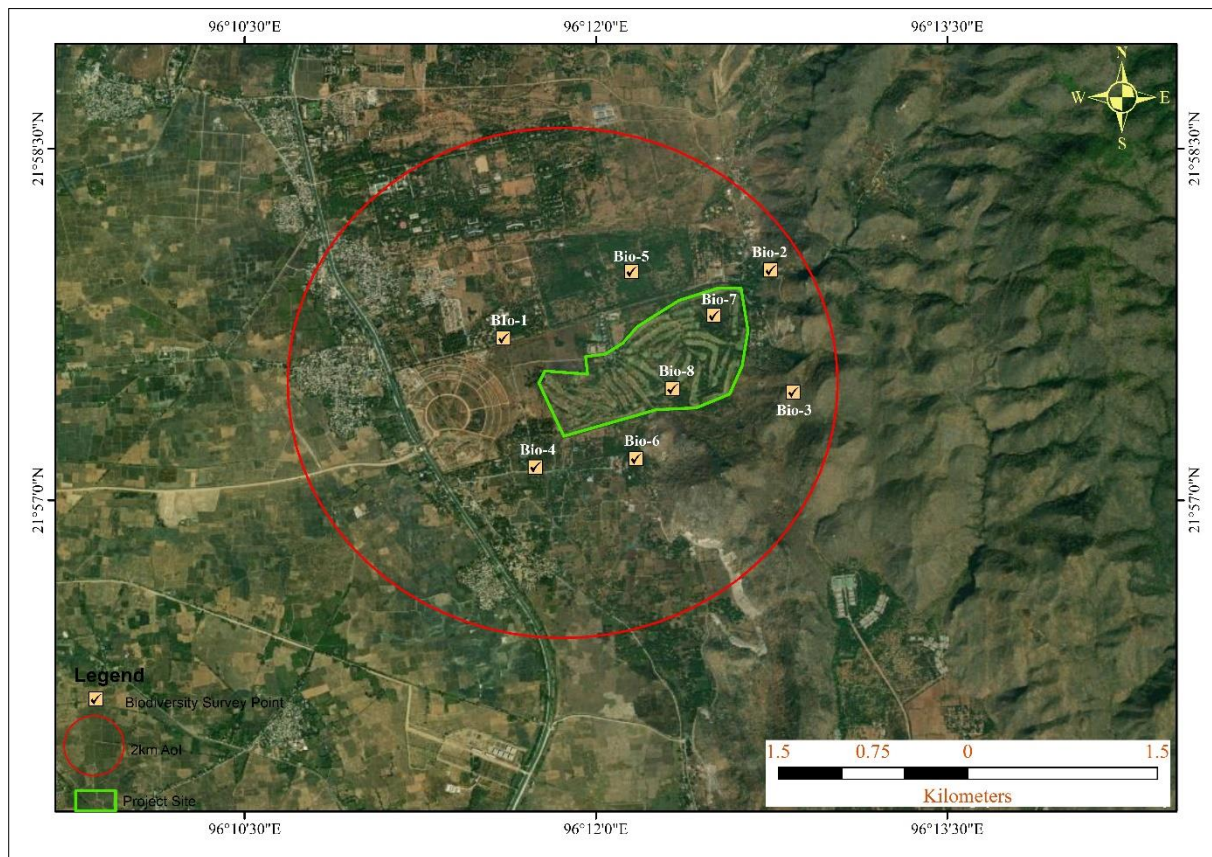 96°10'30"E
96°12'0"E
96°13'30"E
N
W
E
S
21°58'30"N
21°58'30"N
Bio-5
Bio-2
Bio-7
BIo-1
Bio-8
Bio-3
Bio-6
Bio-4
21°57'0"N
21°57'0"N
Legend
Biodiversity Survey Point
2km AoI
Project Site
1.5 0.75 0 1.5
Kilometers
96°10'30"E
96°12'0"E
96°13'30"E